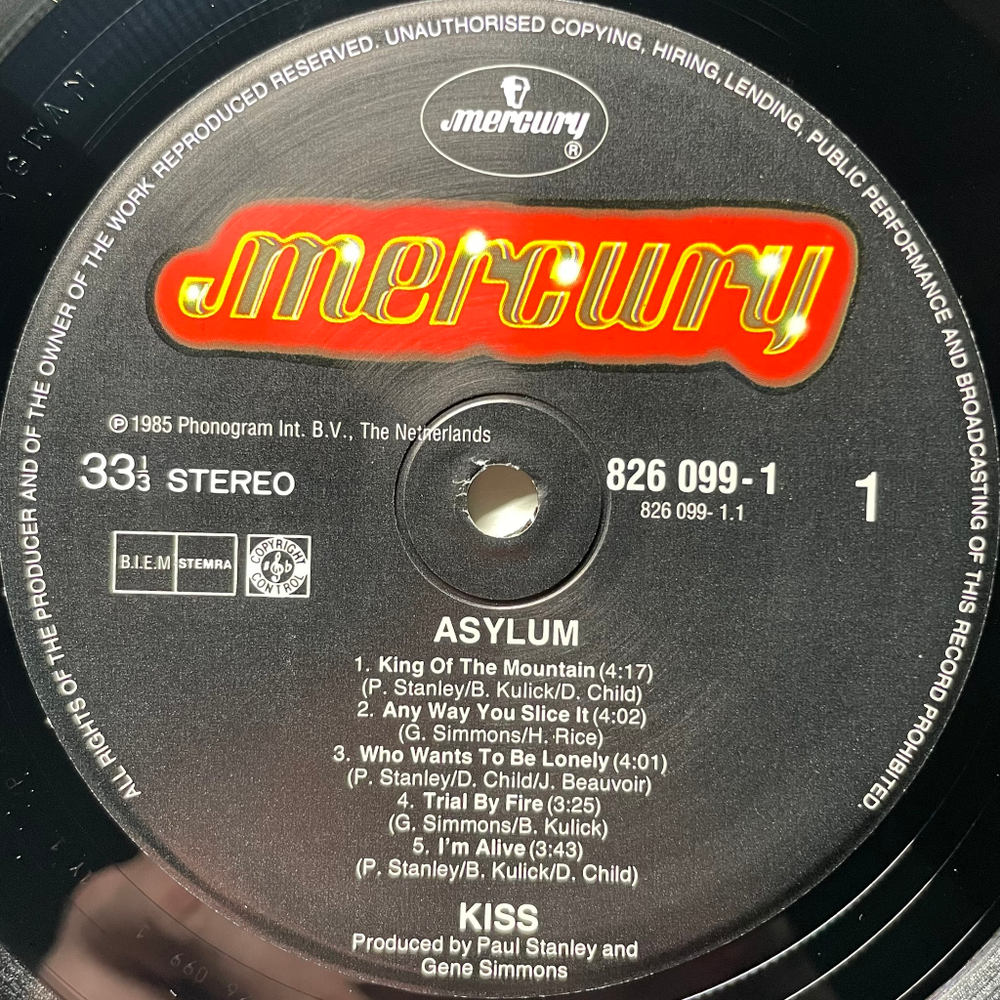 ALL RIGHTS OF THE PRODUCER AND OF THE OWNER OF THE WORK REPRODUCED RESERVED. UNAUTHORISED COPYING, HIRING, LENDING, PUBLIC PERFORMANCE AND BROADCASTING OF THIS RECORD PROHIBITED.
mercury
®
mercury
℗ 1985 Phonogram Int. B.V., The Netherlands
33⅓ STEREO
826 099-1
826 099-1.1
1
B.I.E.M
STEMRA
COPYRIGHT
CONTROL
ASYLUM
1. King Of The Mountain (4:17)
(P. Stanley/B. Kulick/D. Child)
2. Any Way You Slice It (4:02)
(G. Simmons/H. Rice)
3. Who Wants To Be Lonely (4:01)
(P. Stanley/D. Child/J. Beauvoir)
4. Trial By Fire (3:25)
(G. Simmons/B. Kulick)
5. I'm Alive (3:43)
(P. Stanley/B. Kulick/D. Child)
KISS
Produced by Paul Stanley and
Gene Simmons